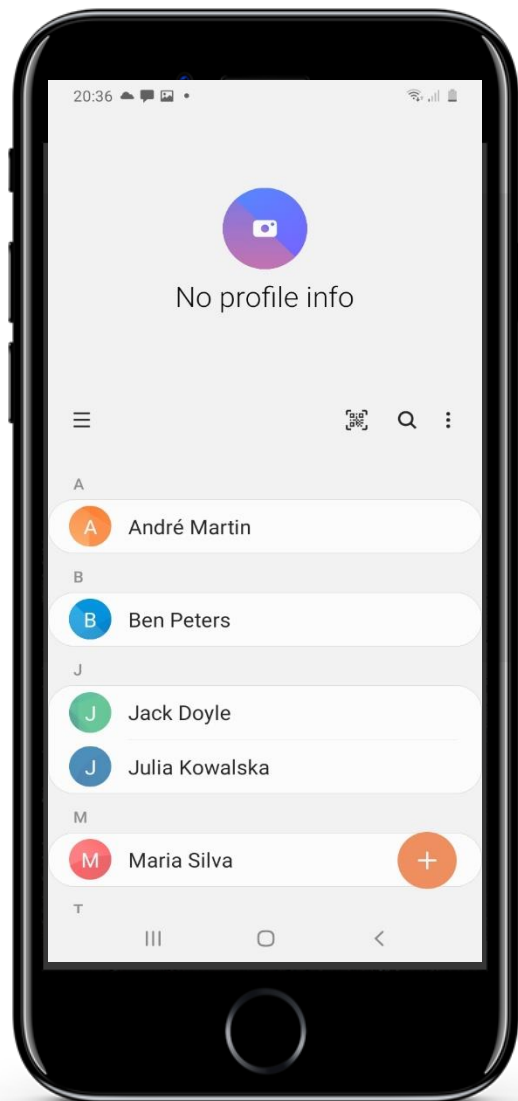 20:36
No profile info
A
A André Martin
B
B Ben Peters
J
J Jack Doyle
J Julia Kowalska
M
M Maria Silva
T